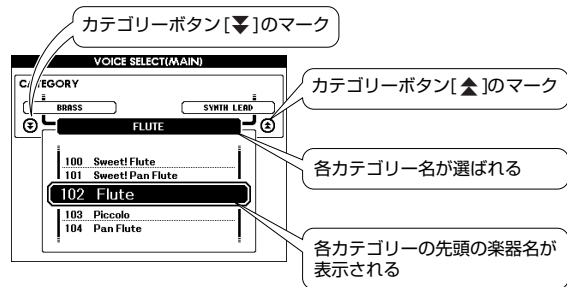 カテゴリーボタン[⏬]のマーク
VOICE SELECT(MAIN)
CATEGORY
BRASS
SYNTH LEAD
FLUTE
100 Sweet! Flute
101 Sweet! Pan Flute
102 Flute
103 Piccolo
104 Pan Flute
カテゴリーボタン[⏫]のマーク
各カテゴリー名が選ばれる
各カテゴリーの先頭の楽器名が
表示される